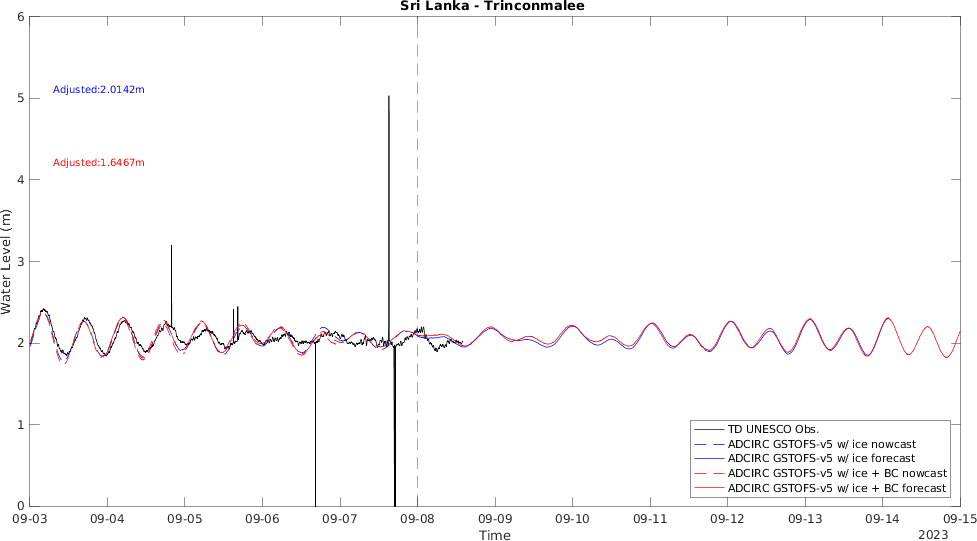 Sri Lanka - Trinconmalee
6
5
4
3
2
1
0
Water Level (m)
Adjusted:2.0142m
Adjusted:1.6467m
TD UNESCO Obs.
ADCIRC GSTOFS-v5 w/ ice nowcast
ADCIRC GSTOFS-v5 w/ ice forecast
ADCIRC GSTOFS-v5 w/ ice + BC nowcast
ADCIRC GSTOFS-v5 w/ ice + BC forecast
09-03 09-04 09-05 09-06 09-07 09-08 09-09 09-10 09-11 09-12 09-13 09-14 09-15
Time
2023